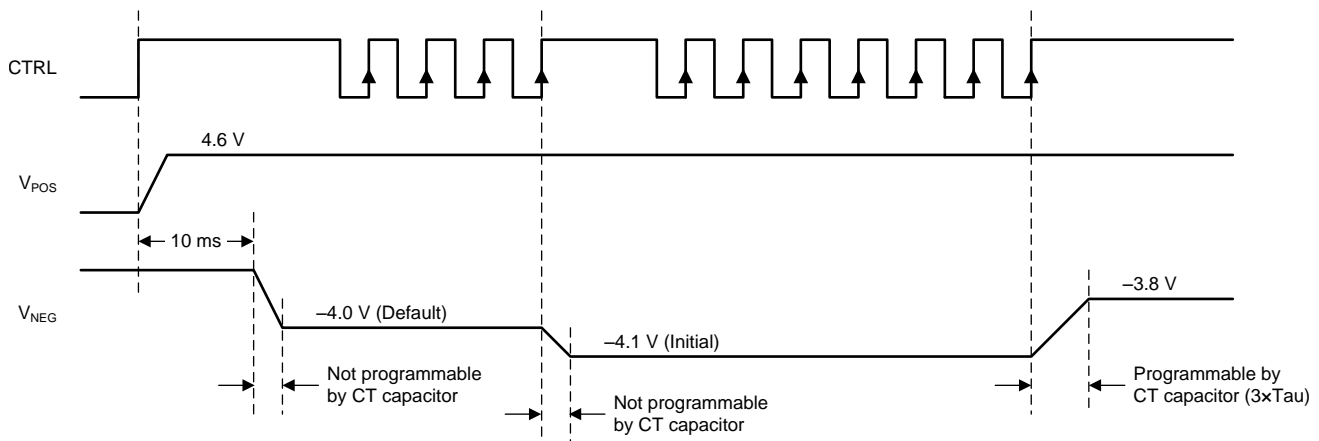 CTRL
4.6 V
VPOS
10 ms
–3.8 V
VNEG
–4.0 V (Default)
–4.1 V (Initial)
Not programmable
by CT capacitor
Not programmable
by CT capacitor
Programmable by
CT capacitor (3×Tau)